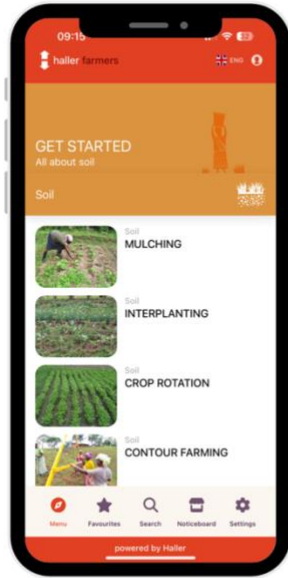 09:15
haller farmers
ENG
GET STARTED
All about soil
Soil
Soil
MULCHING
Soil
INTERPLANTING
Soil
CROP ROTATION
Soil
CONTOUR FARMING
Menu
Favourites
Search
Noticeboard
Settings
powered by Haller